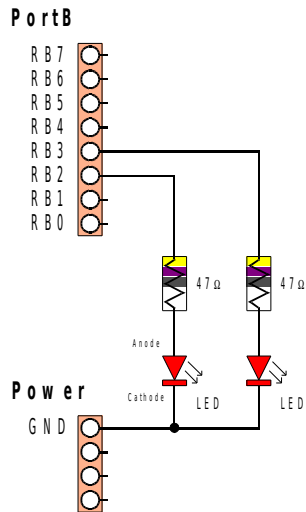 PortB
RB7
RB6
RB5
RB4
RB3
RB2
RB1
RB0
47Ω 47Ω
Anode
Cathode LED LED
Power
GND